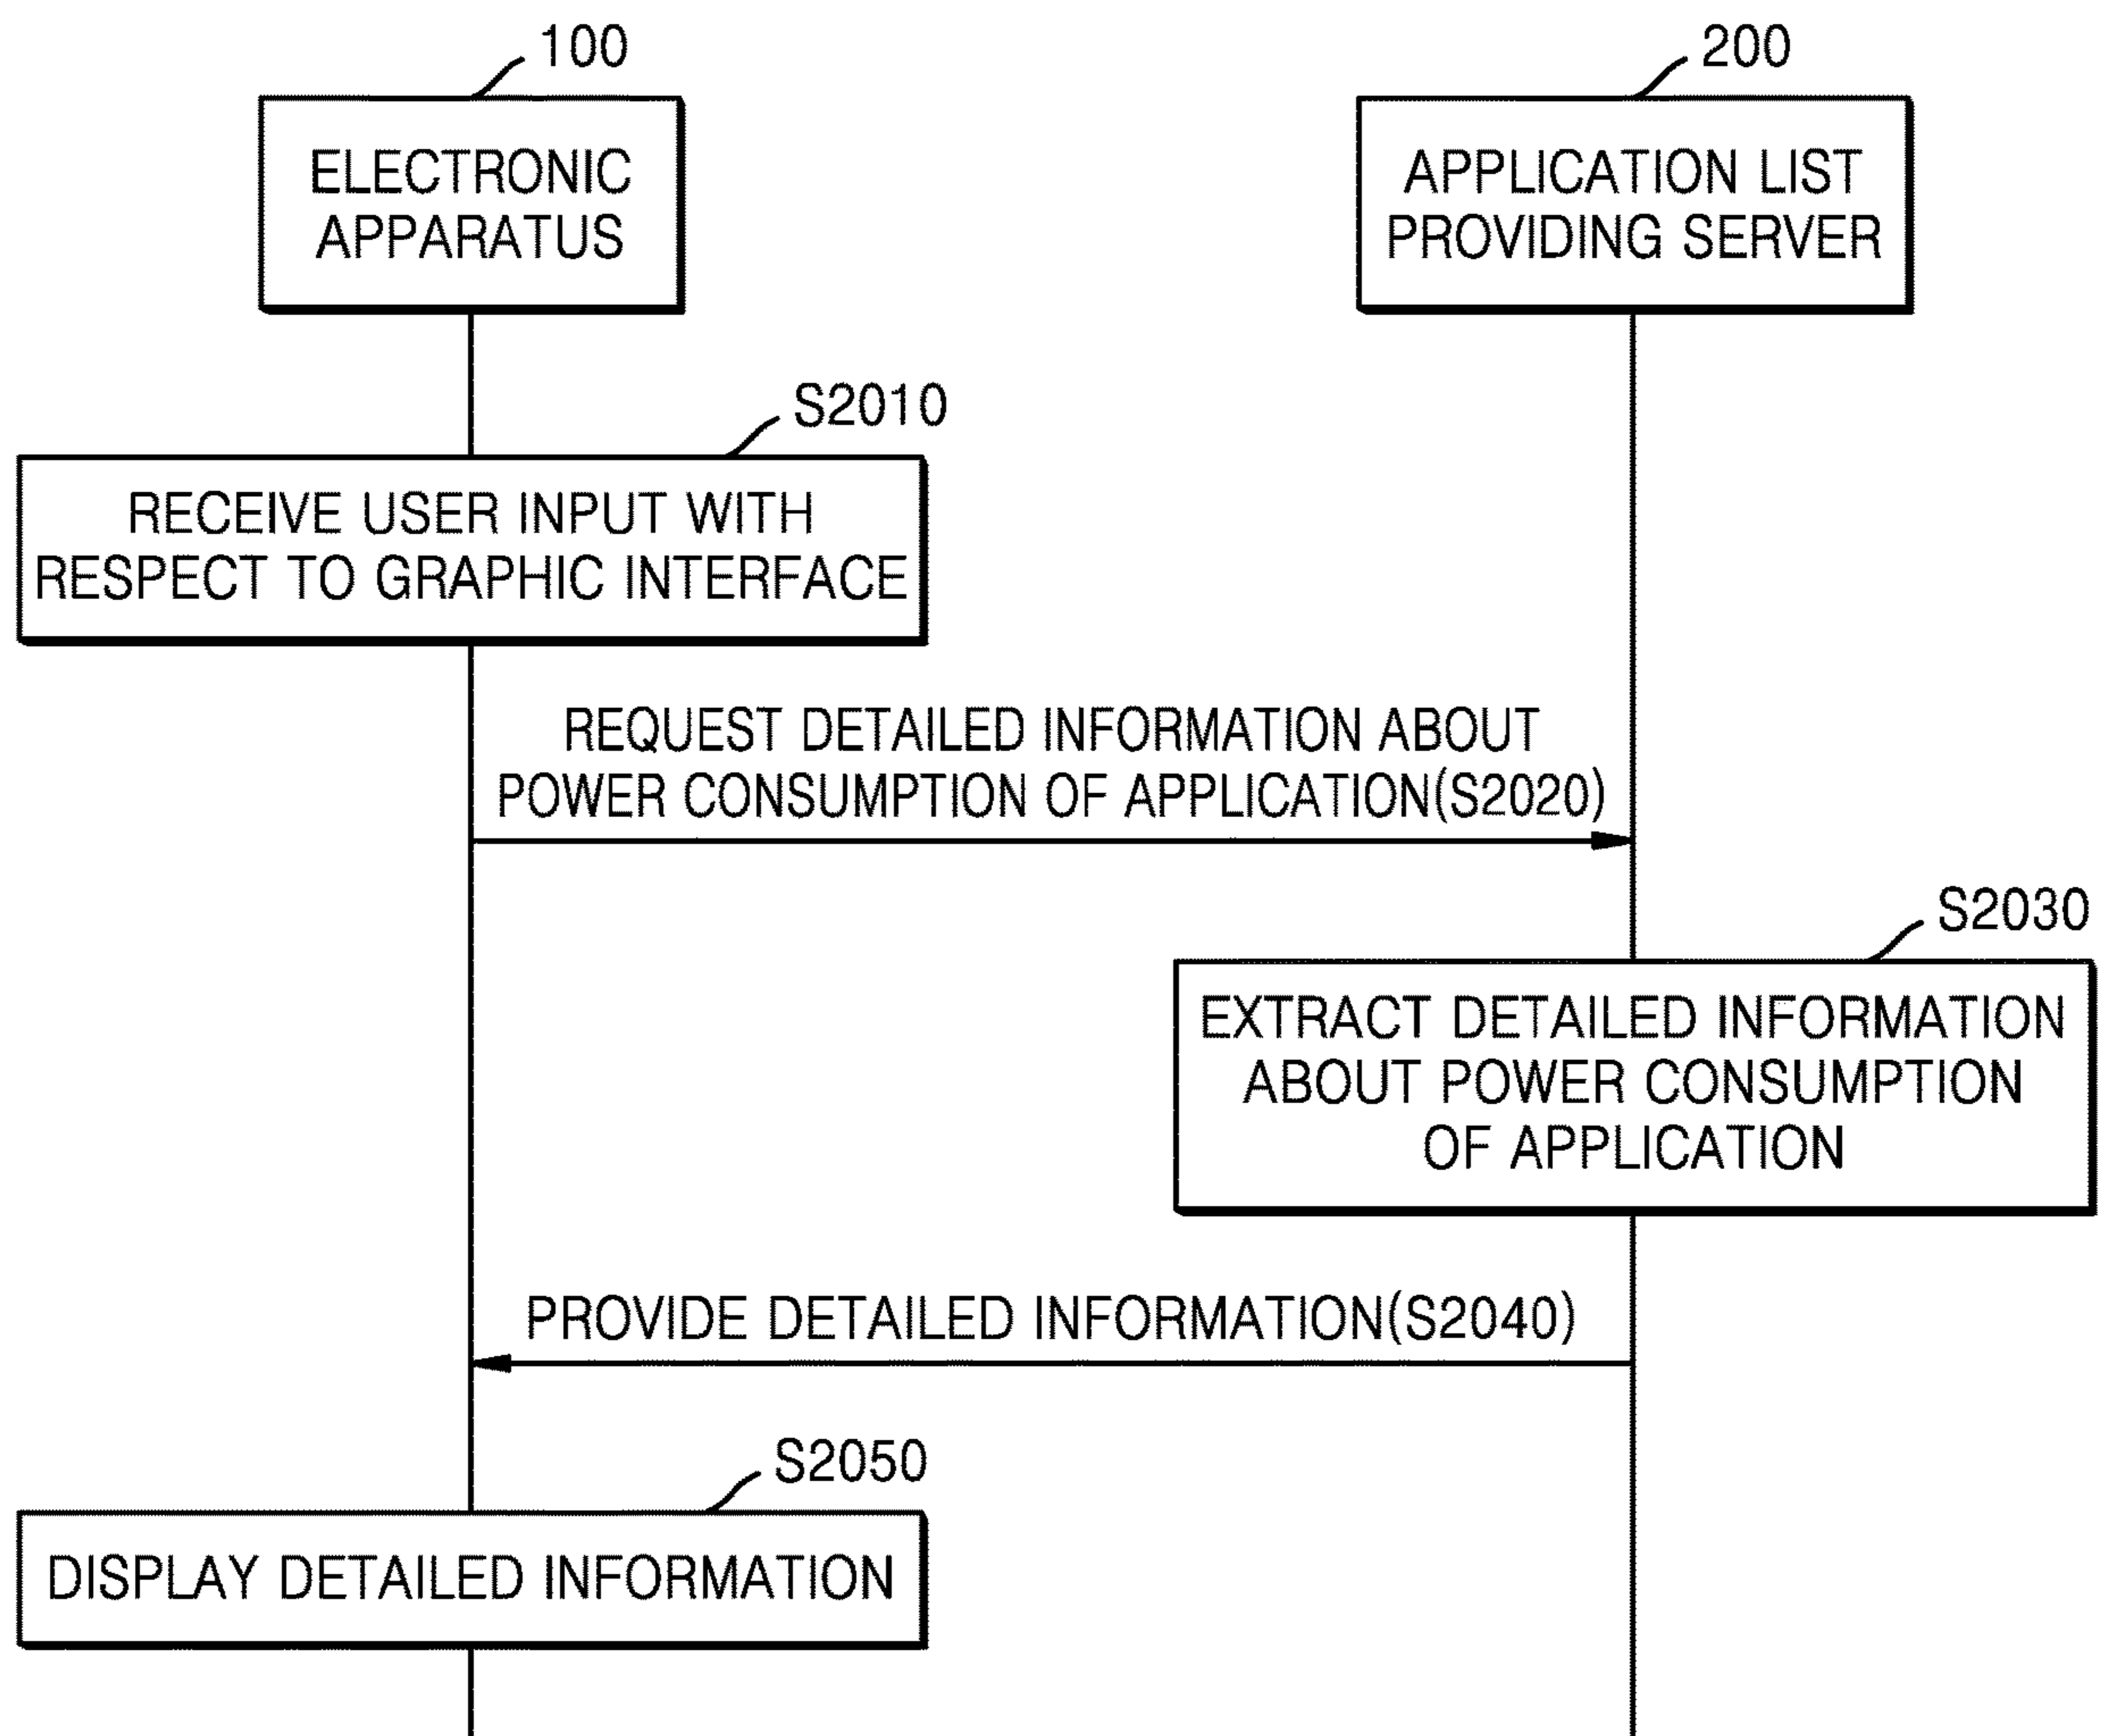 100
200
ELECTRONIC
APPARATUS
APPLICATION LIST
PROVIDING SERVER
S2010
RECEIVE USER INPUT WITH
RESPECT TO GRAPHIC INTERFACE
REQUEST DETAILED INFORMATION ABOUT
POWER CONSUMPTION OF APPLICATION(S2020)
S2030
EXTRACT DETAILED INFORMATION
ABOUT POWER CONSUMPTION
OF APPLICATION
PROVIDE DETAILED INFORMATION(S2040)
S2050
DISPLAY DETAILED INFORMATION